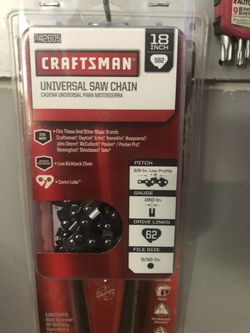 42605
18
INCH
S62
CRAFTSMAN
UNIVERSAL SAW CHAIN
CADENA UNIVERSAL PARA MOTOSIERRA
• Fits These And Other Major Brands
Craftsman® Dayton® Echo® Homelite® Husqvarna®
John Deere® McCulloch® Poulan® Poulan Pro®
Remington® Shindaiwa® Solo®
• Low Kickback Chain
PITCH
3/8 In. Low Profile
GAUGE
.050 In.
DRIVE LINKS
62
FILE SIZE
5/32 In.
CONTENTS